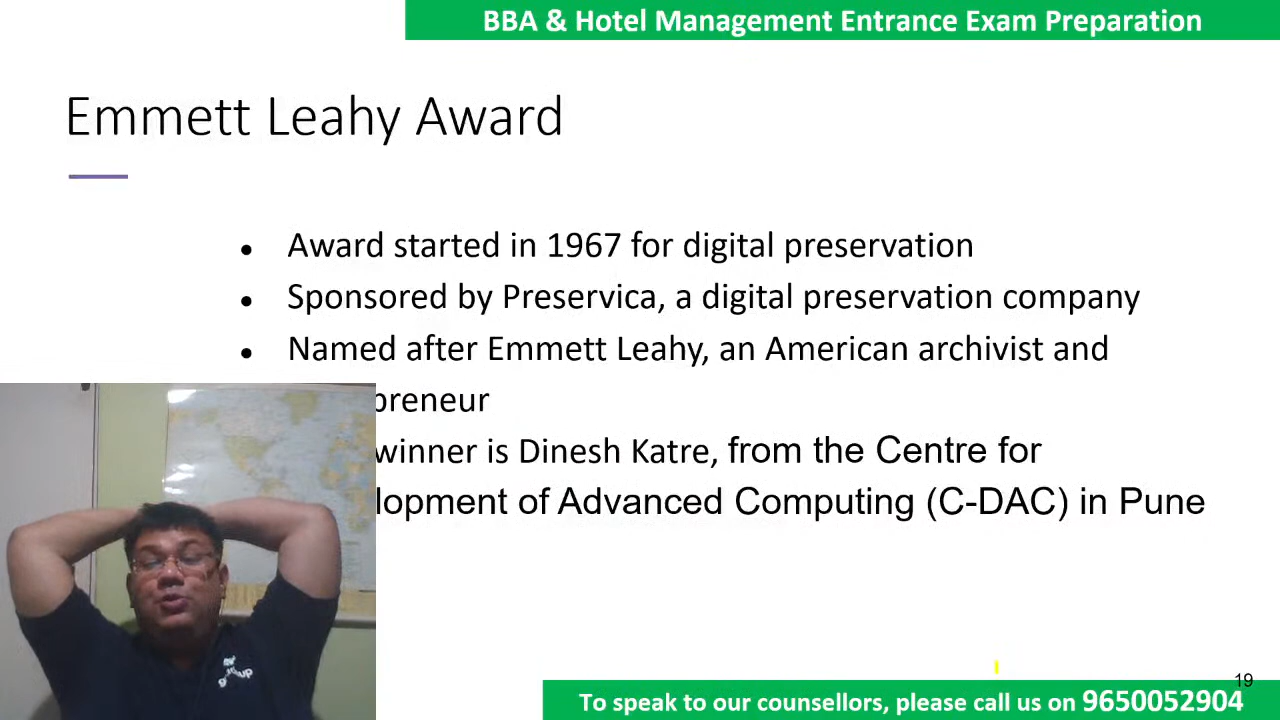 BBA & Hotel Management Entrance Exam Preparation
Emmett Leahy Award
Award started in 1967 for digital preservation
Sponsored by Preservica, a digital preservation company
Named after Emmett Leahy, an American archivist and
preneur
winner is Dinesh Katre, from the Centre for
lopment of Advanced Computing (C-DAC) in Pune
19
To speak to our counsellors, please call us on 9650052904